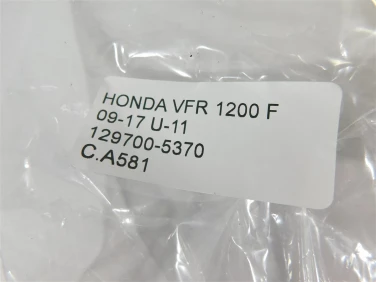 HONDA VFR 1200 F
09-17 U-11
129700-5370
C.A581